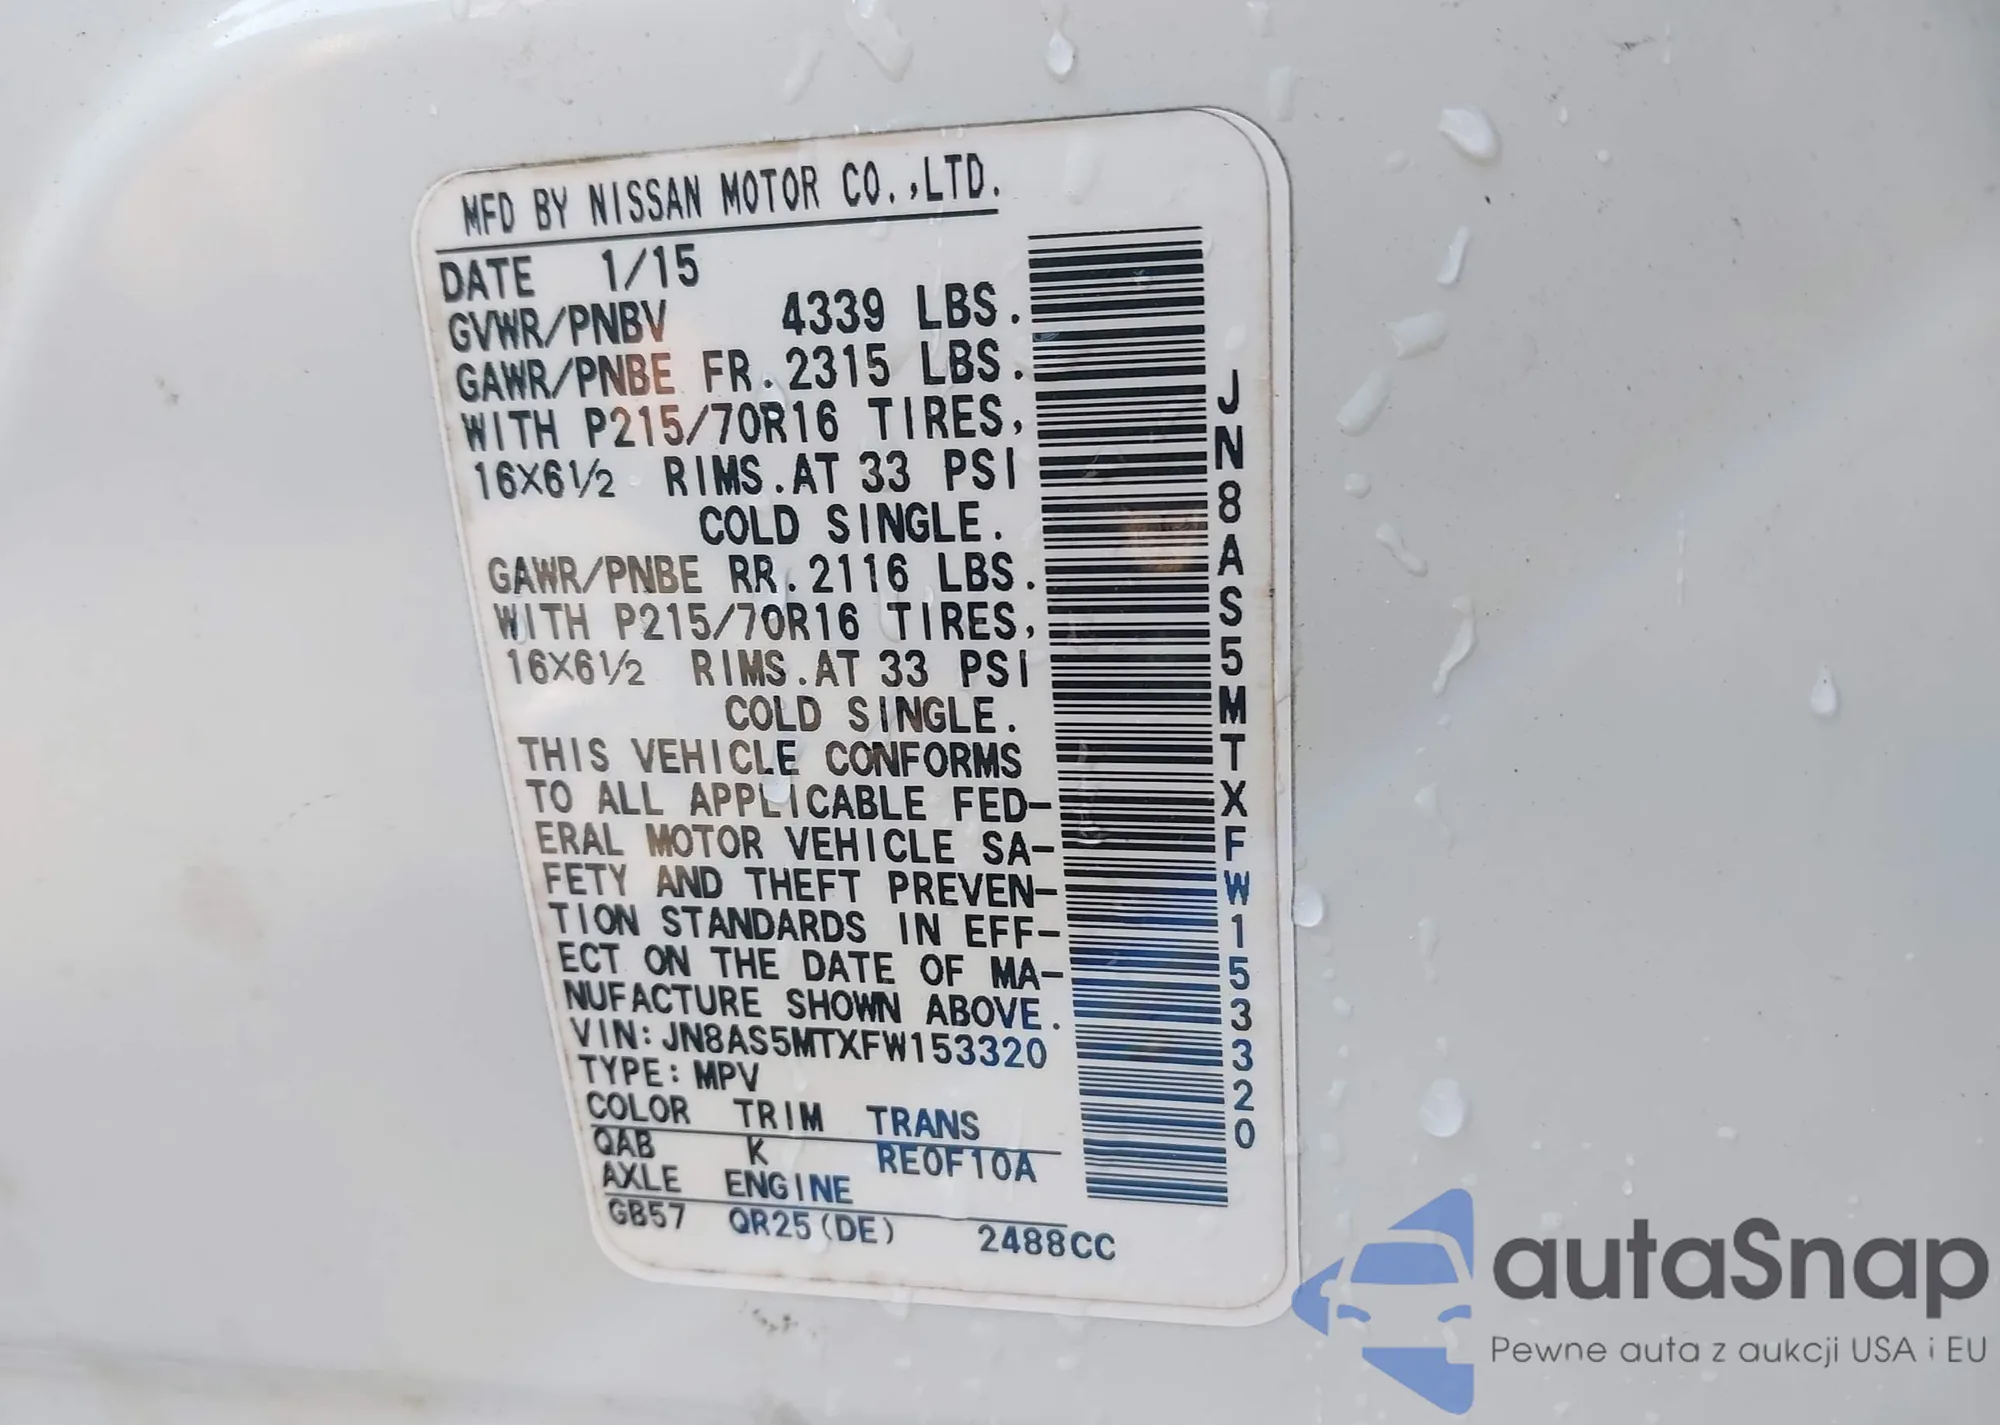 MFD BY NISSAN MOTOR CO.,LTD.
DATE 1/15
GVWR/PNBV 4339 LBS.
GAWR/PNBE FR.2315 LBS.
WITH P215/70R16 TIRES,
16X6½ RIMS.AT 33 PSI
COLD SINGLE.
GAWR/PNBE RR.2116 LBS.
WITH P215/70R16 TIRES,
16X6½ RIMS.AT 33 PSI
COLD SINGLE.
THIS VEHICLE CONFORMS
TO ALL APPLICABLE FED-
ERAL MOTOR VEHICLE SA-
FETY AND THEFT PREVEN-
TION STANDARDS IN EFF-
ECT ON THE DATE OF MA-
NUFACTURE SHOWN ABOVE.
VIN:JN8AS5MTXFW153320
TYPE:MPV
COLOR TRIM TRANS
QAB K RE0F10A
AXLE ENGINE
GB57 QR25(DE) 2488CC
JN8AS5MTXFW153320
autaSnap
Pewne auta z aukcji USA i EU